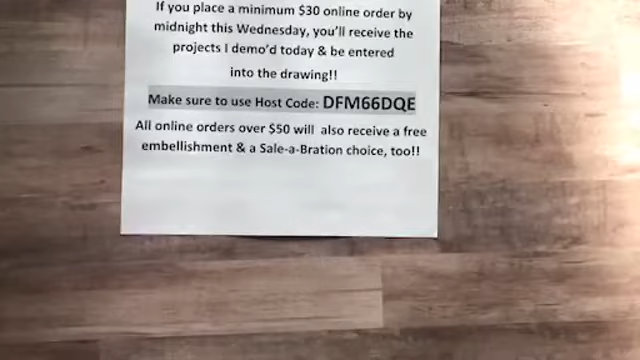 If you place a minimum $30 online order by
midnight this Wednesday, you'll receive the
projects I demo'd today & be entered
into the drawing!!
Make sure to use Host Code: DFM66DQE
All online orders over $50 will also receive a free
embellishment & a Sale-a-Bration choice, too!!